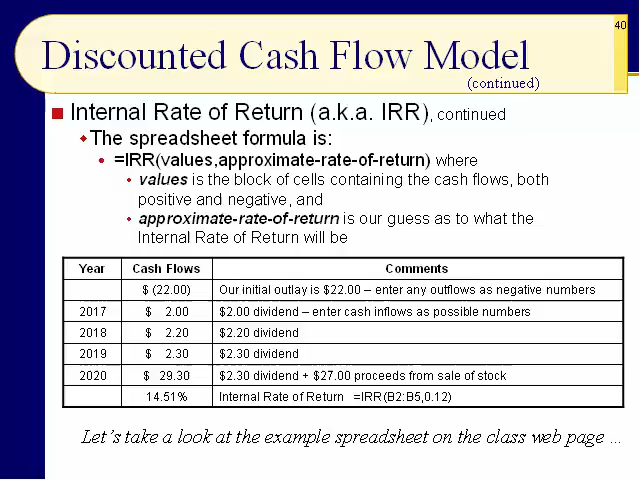 40
Discounted Cash Flow Model
(continued)
Internal Rate of Return (a.k.a. IRR), continued
The spreadsheet formula is:
=IRR(values,approximate-rate-of-return) where
values is the block of cells containing the cash flows, both
positive and negative, and
approximate-rate-of-return is our guess as to what the
Internal Rate of Return will be
Year Cash Flows Comments
$ (22.00) Our initial outlay is $22.00 – enter any outflows as negative numbers
2017 $ 2.00 $2.00 dividend – enter cash inflows as possible numbers
2018 $ 2.20 $2.20 dividend
2019 $ 2.30 $2.30 dividend
2020 $ 29.30 $2.30 dividend + $27.00 proceeds from sale of stock
14.51% Internal Rate of Return =IRR(B2:B5,0.12)
Let's take a look at the example spreadsheet on the class web page ...